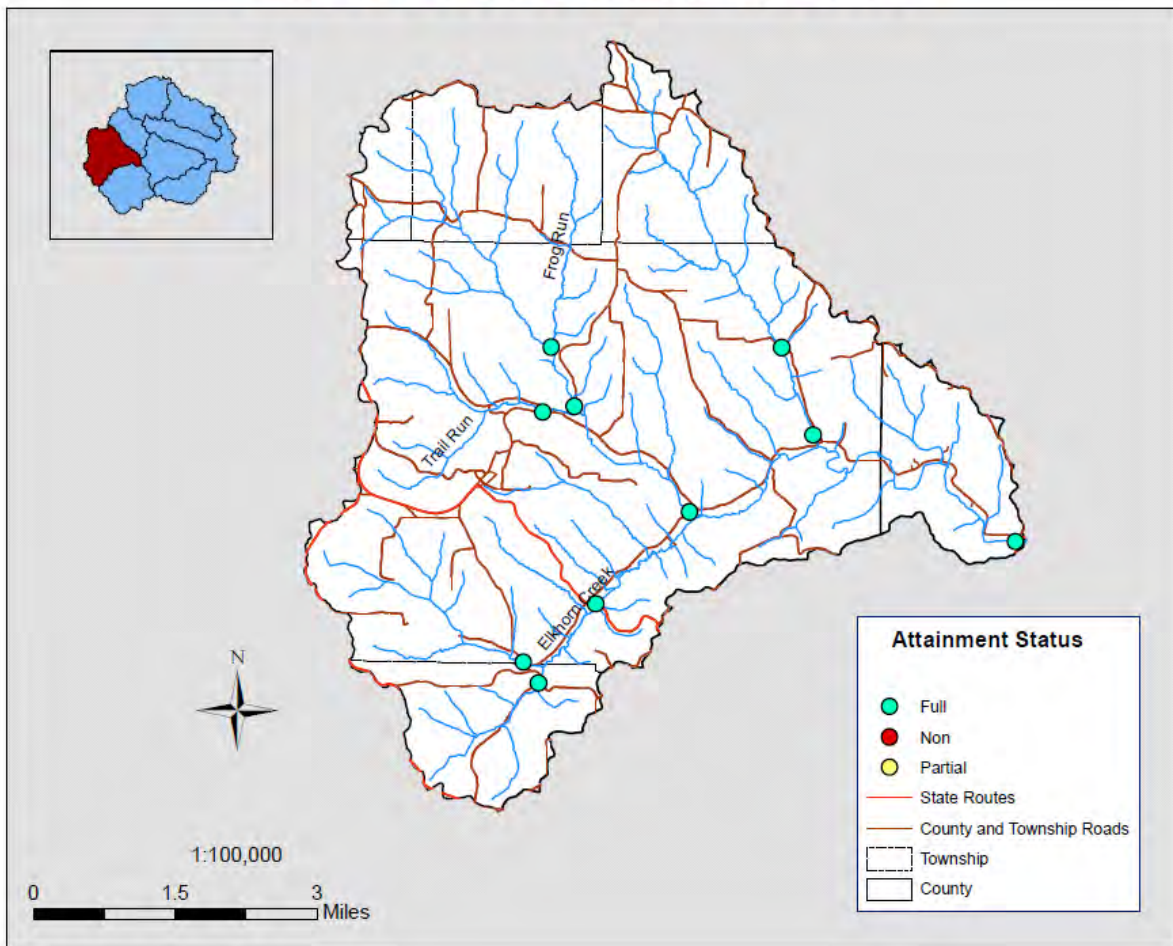 Frog Run
Trail Run
Elkhorn Creek
N
1:100,000
0 1.5 3
Miles
Attainment Status
Full
Non
Partial
State Routes
County and Township Roads
Township
County